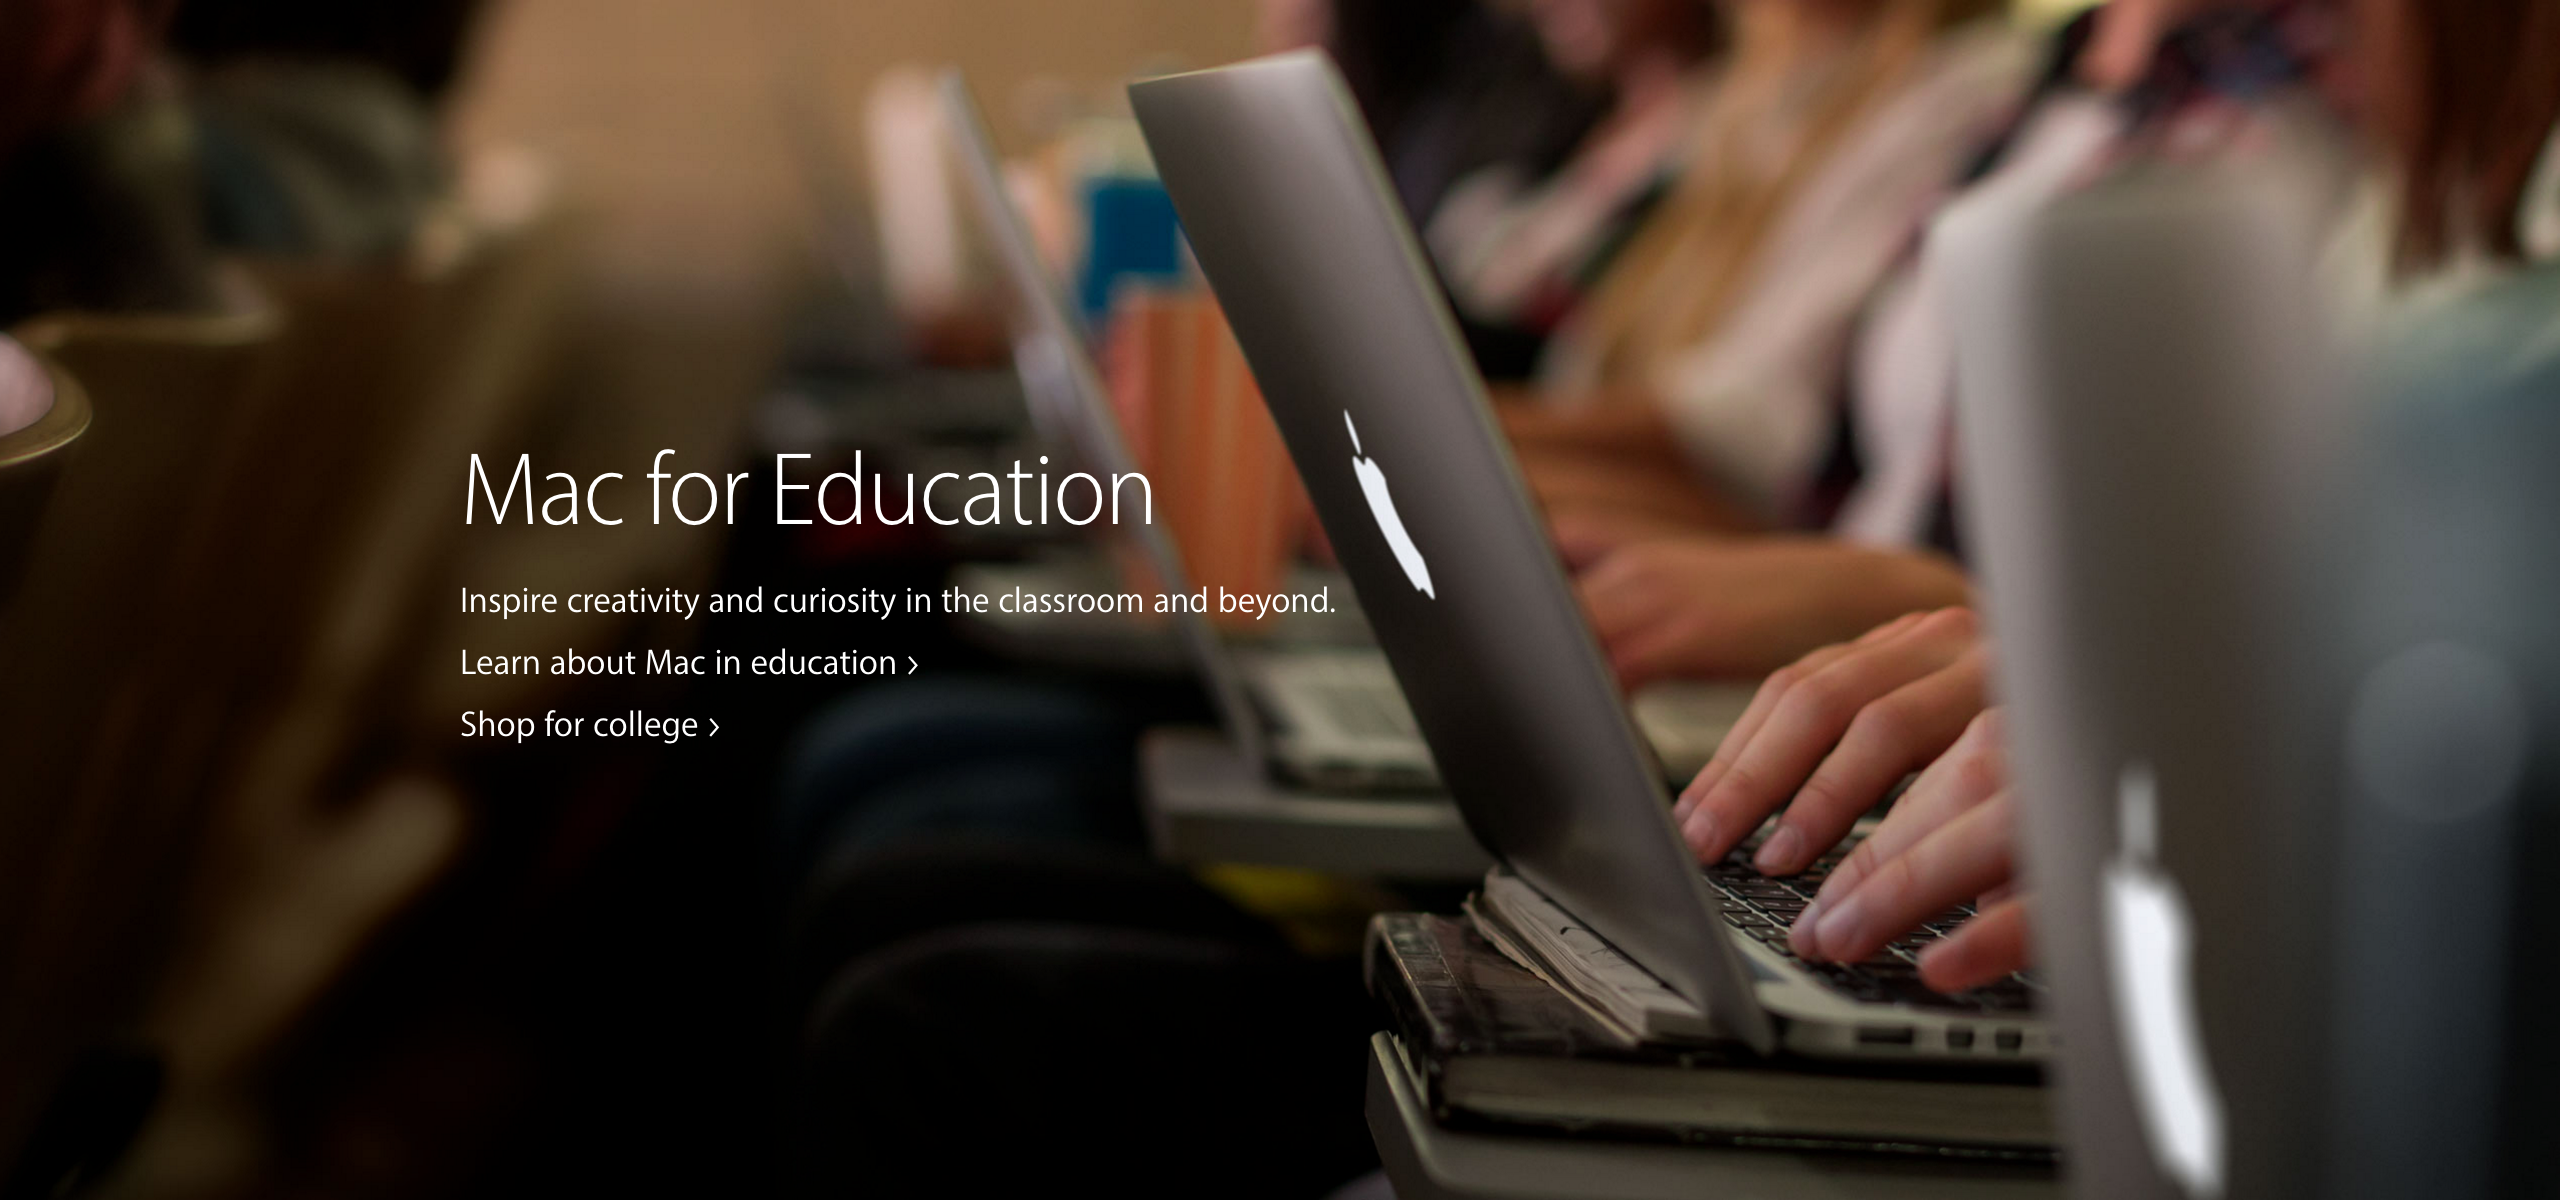 Mac for Education
Inspire creativity and curiosity in the classroom and beyond.
Learn about Mac in education ›
Shop for college ›